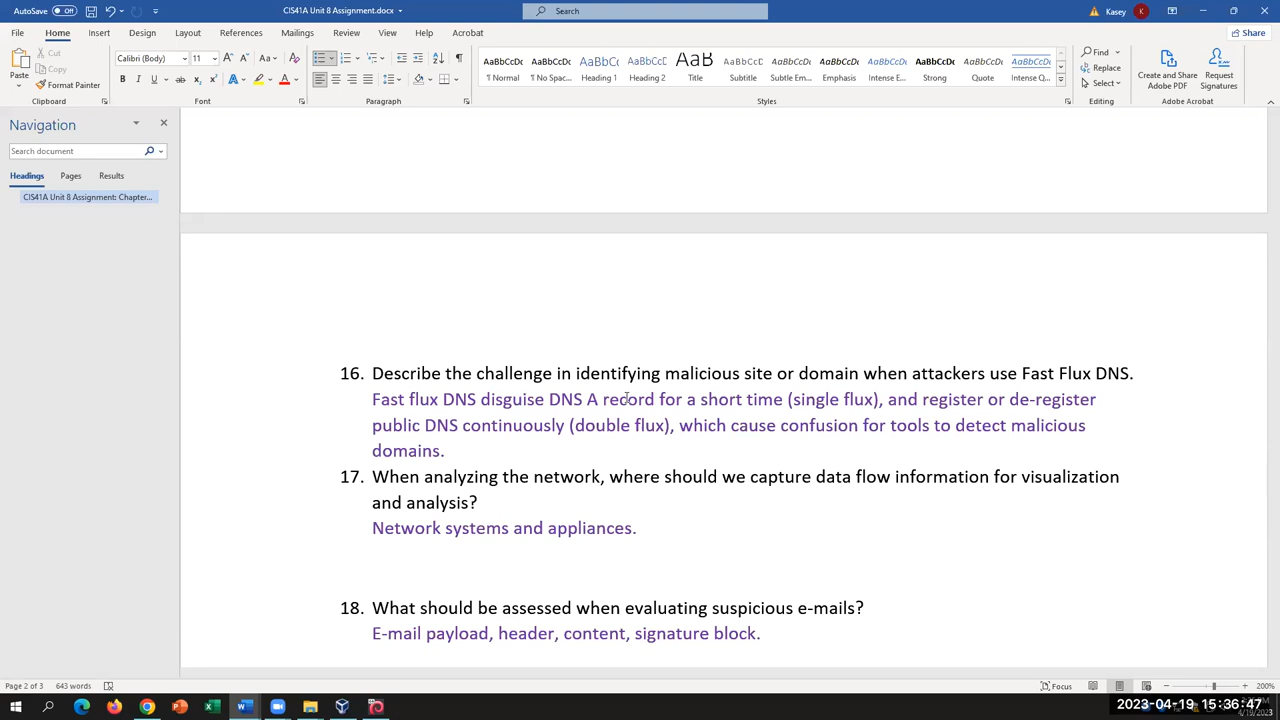 AutoSave Off
CIS41A Unit 8 Assignment.docx
Search
Kasey K
File Home Insert Design Layout References Mailings Review View Help Acrobat Share
Paste
Cut
Copy
Format Painter
Clipboard
Calibri (Body) 11
Font
Paragraph
AaBbCcDc AaBbCcDc AaBbCc AaBbCcC AaB AaBbCcC AaBbCcDc AaBbCcDc AaBbCcDc AaBbCcDc AaBbCcDc AaBbCcDc
¶ Normal ¶ No Spac... Heading 1 ¶ Heading 2 Title Subtitle Subtle Em... Emphasis Intense E... Strong Quote Intense Q...
Styles
Find
Replace
Select
Editing
Create and Share Adobe PDF
Request Signatures
Adobe Acrobat
Navigation
Search document
Headings Pages Results
CIS41A Unit 8 Assignment: Chapter...
16. Describe the challenge in identifying malicious site or domain when attackers use Fast Flux DNS.
Fast flux DNS disguise DNS A record for a short time (single flux), and register or de-register
public DNS continuously (double flux), which cause confusion for tools to detect malicious
domains.
17. When analyzing the network, where should we capture data flow information for visualization
and analysis?
Network systems and appliances.
18. What should be assessed when evaluating suspicious e-mails?
E-mail payload, header, content, signature block.
Page 2 of 3 643 words Focus 200%
2023-04-19 15:36:47
4/19/2023